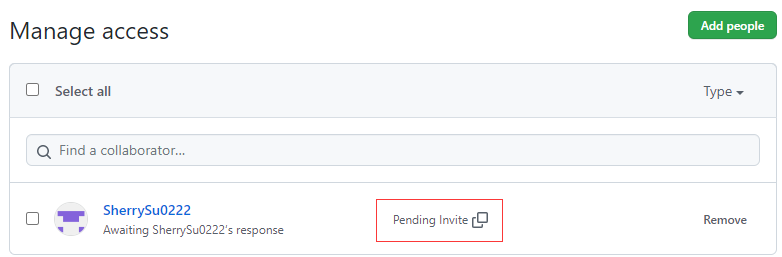 Manage access
Add people
Select all
Type
Find a collaborator...
SherrySu0222
Awaiting SherrySu0222's response
Pending Invite
Remove